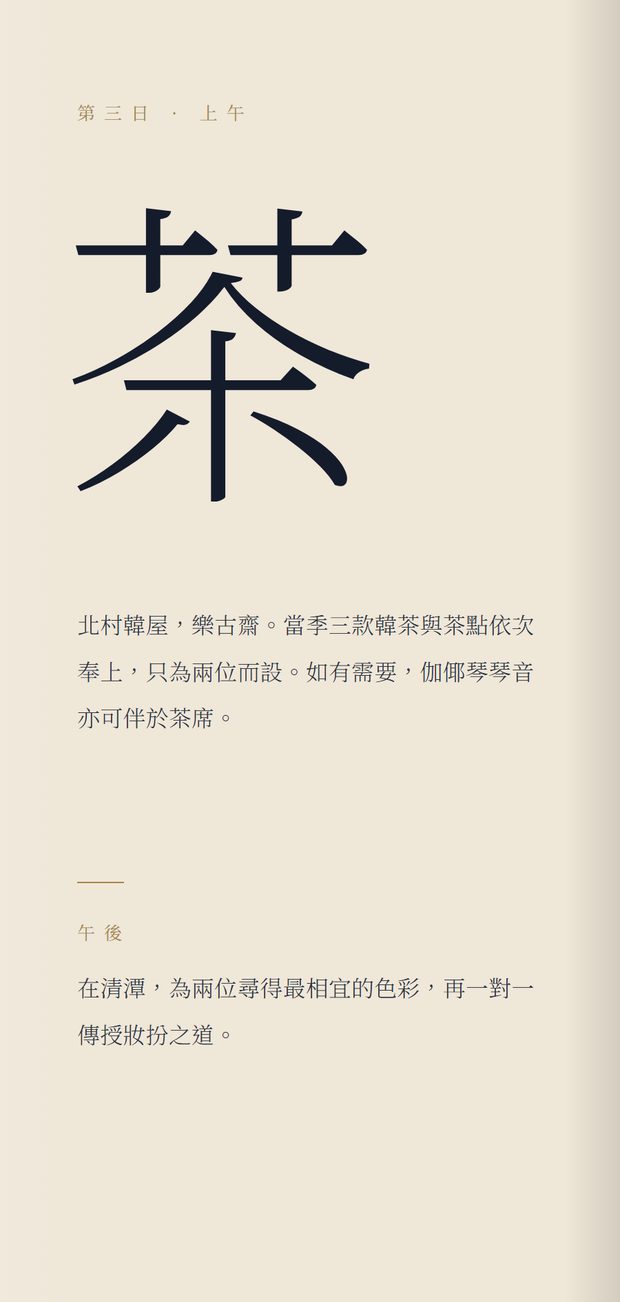 第三日 · 上午
茶
北村韓屋，樂古齋。當季三款韓茶與茶點依次
奉上，只為兩位而設。如有需要，伽倻琴琴音
亦可伴於茶席。
午後
在清潭，為兩位尋得最相宜的色彩，再一對一
傳授妝扮之道。